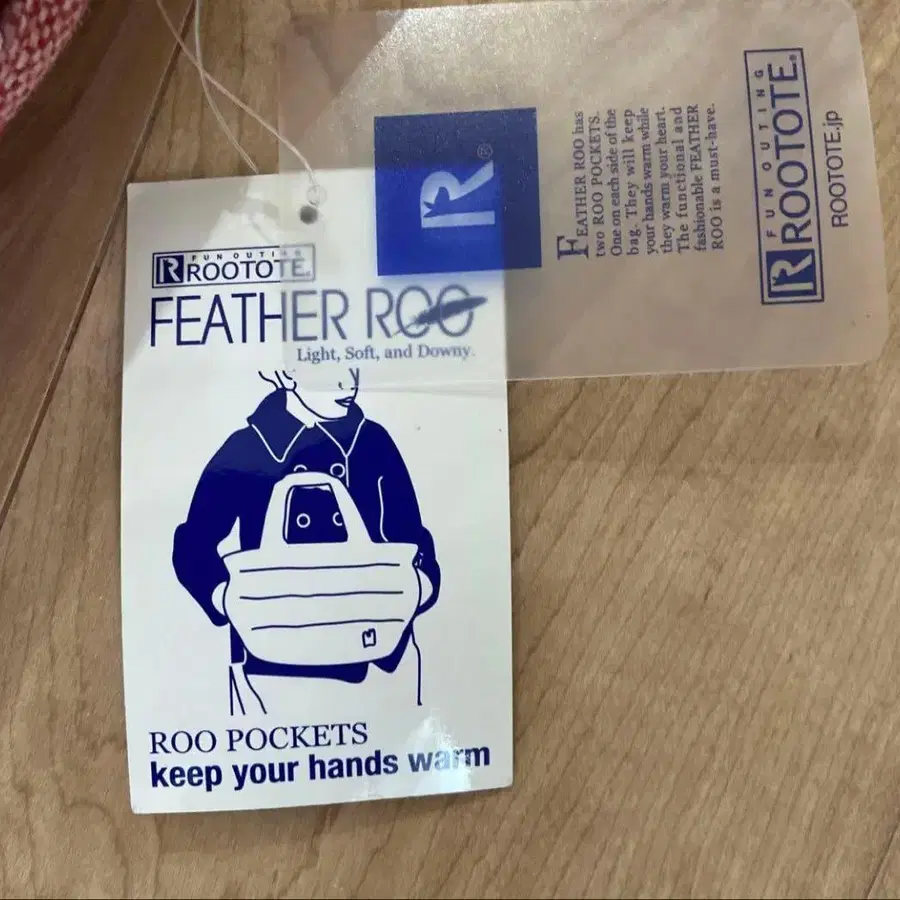 FUN OUTING
ROOTOTE®
FEATHER ROO
Light, Soft, and Downy.
ROO POCKETS
keep your hands warm
R®
FEATHER ROO has
two ROO POCKETS.
One on each side of the
bag. They will keep
your hands warm while
they warm your heart.
The functional and
fashionable FEATHER
ROO is a must-have.
R FUN OUTING
ROOTOTE®
ROOTOTE.jp